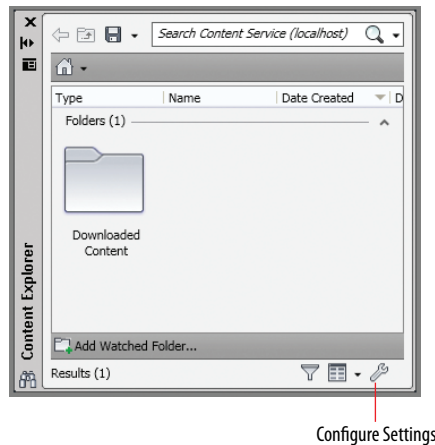 Search Content Service (localhost)
Type Name Date Created D
Folders (1)
Downloaded
Content
Content Explorer
Add Watched Folder...
Results (1)
Configure Settings